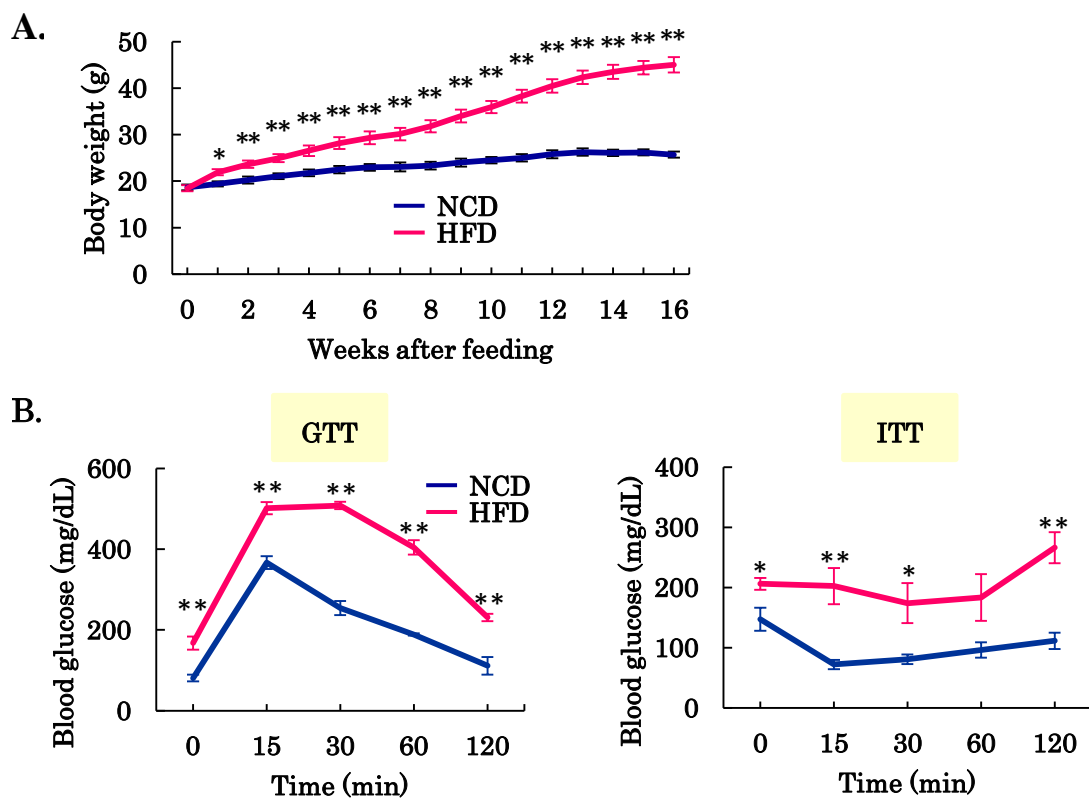 A.
Body weight (g)
50
40
30
20
10
0
* ** ** ** ** ** ** ** ** ** ** ** ** ** ** **
NCD
HFD
0 2 4 6 8 10 12 14 16
Weeks after feeding
B.
GTT
Blood glucose (mg/dL)
600
400
200
0
** ** ** ** **
NCD
HFD
0 15 30 60 120
Time (min)
ITT
Blood glucose (mg/dL)
400
300
200
100
0
* ** * **
0 15 30 60 120
Time (min)